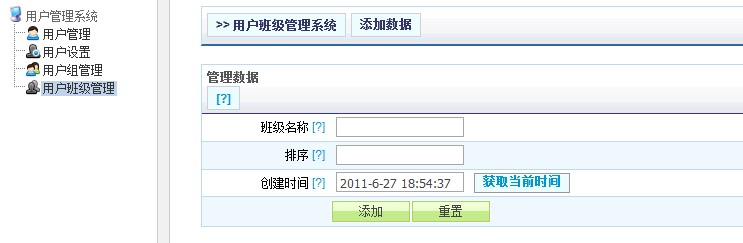 用户管理系统
用户管理
用户设置
用户组管理
用户班级管理
>> 用户班级管理系统 添加数据
管理数据
[?]
班级名称 [?]
排序 [?]
创建时间 [?] 2011-6-27 18:54:37 获取当前时间
添加 重置